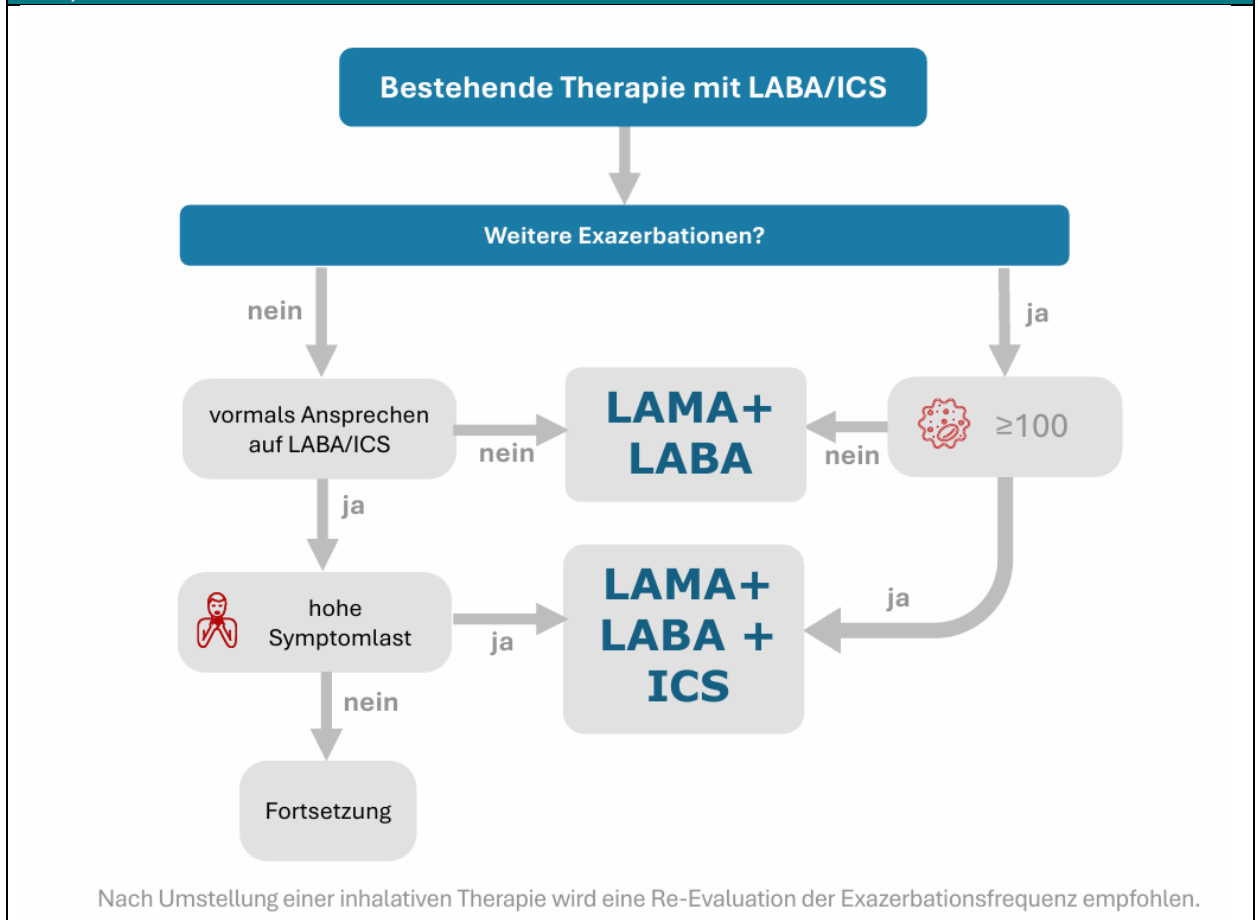 Bestehende Therapie mit LABA/ICS
Weitere Exazerbationen?
nein
ja
vormals Ansprechen
auf LABA/ICS
nein
LAMA+
LABA
nein
≥100
ja
hohe
Symptomlast
ja
LAMA+
LABA +
ICS
ja
nein
Fortsetzung
Nach Umstellung einer inhalativen Therapie wird eine Re-Evaluation der Exazerbationsfrequenz empfohlen.